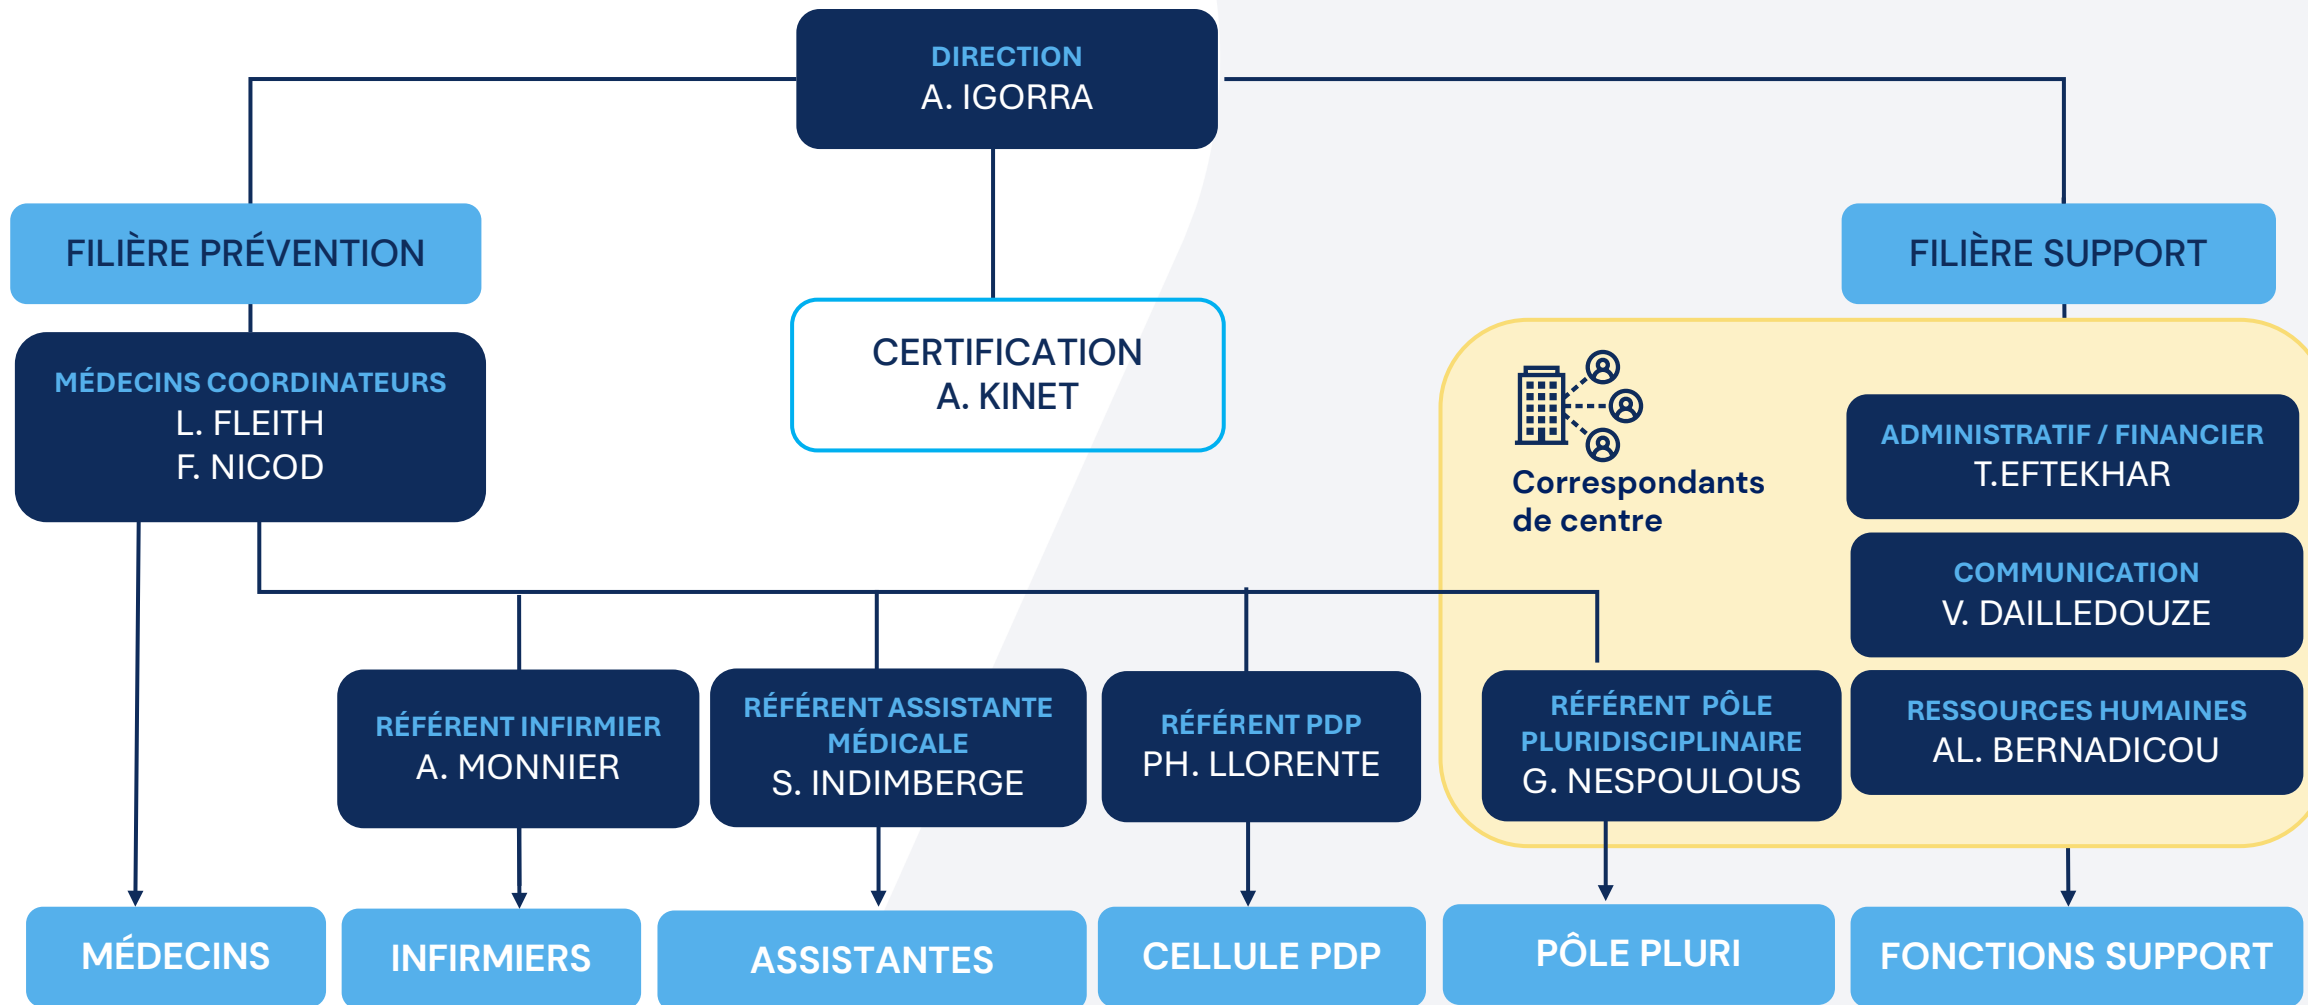 DIRECTION
A. IGORRA
FILIÈRE PRÉVENTION
FILIÈRE SUPPORT
CERTIFICATION
A. KINET
MÉDECINS COORDINATEURS
L. FLEITH
F. NICOD
Correspondants
de centre
ADMINISTRATIF / FINANCIER
T.EFTEKHAR
COMMUNICATION
V. DAILLEDOUZE
RESSOURCES HUMAINES
AL. BERNADICOU
RÉFÉRENT INFIRMIER
A. MONNIER
RÉFÉRENT ASSISTANTE
MÉDICALE
S. INDIMBERGE
RÉFÉRENT PDP
PH. LLORENTE
RÉFÉRENT PÔLE
PLURIDISCIPLINAIRE
G. NESPOULOUS
MÉDECINS
INFIRMIERS
ASSISTANTES
CELLULE PDP
PÔLE PLURI
FONCTIONS SUPPORT